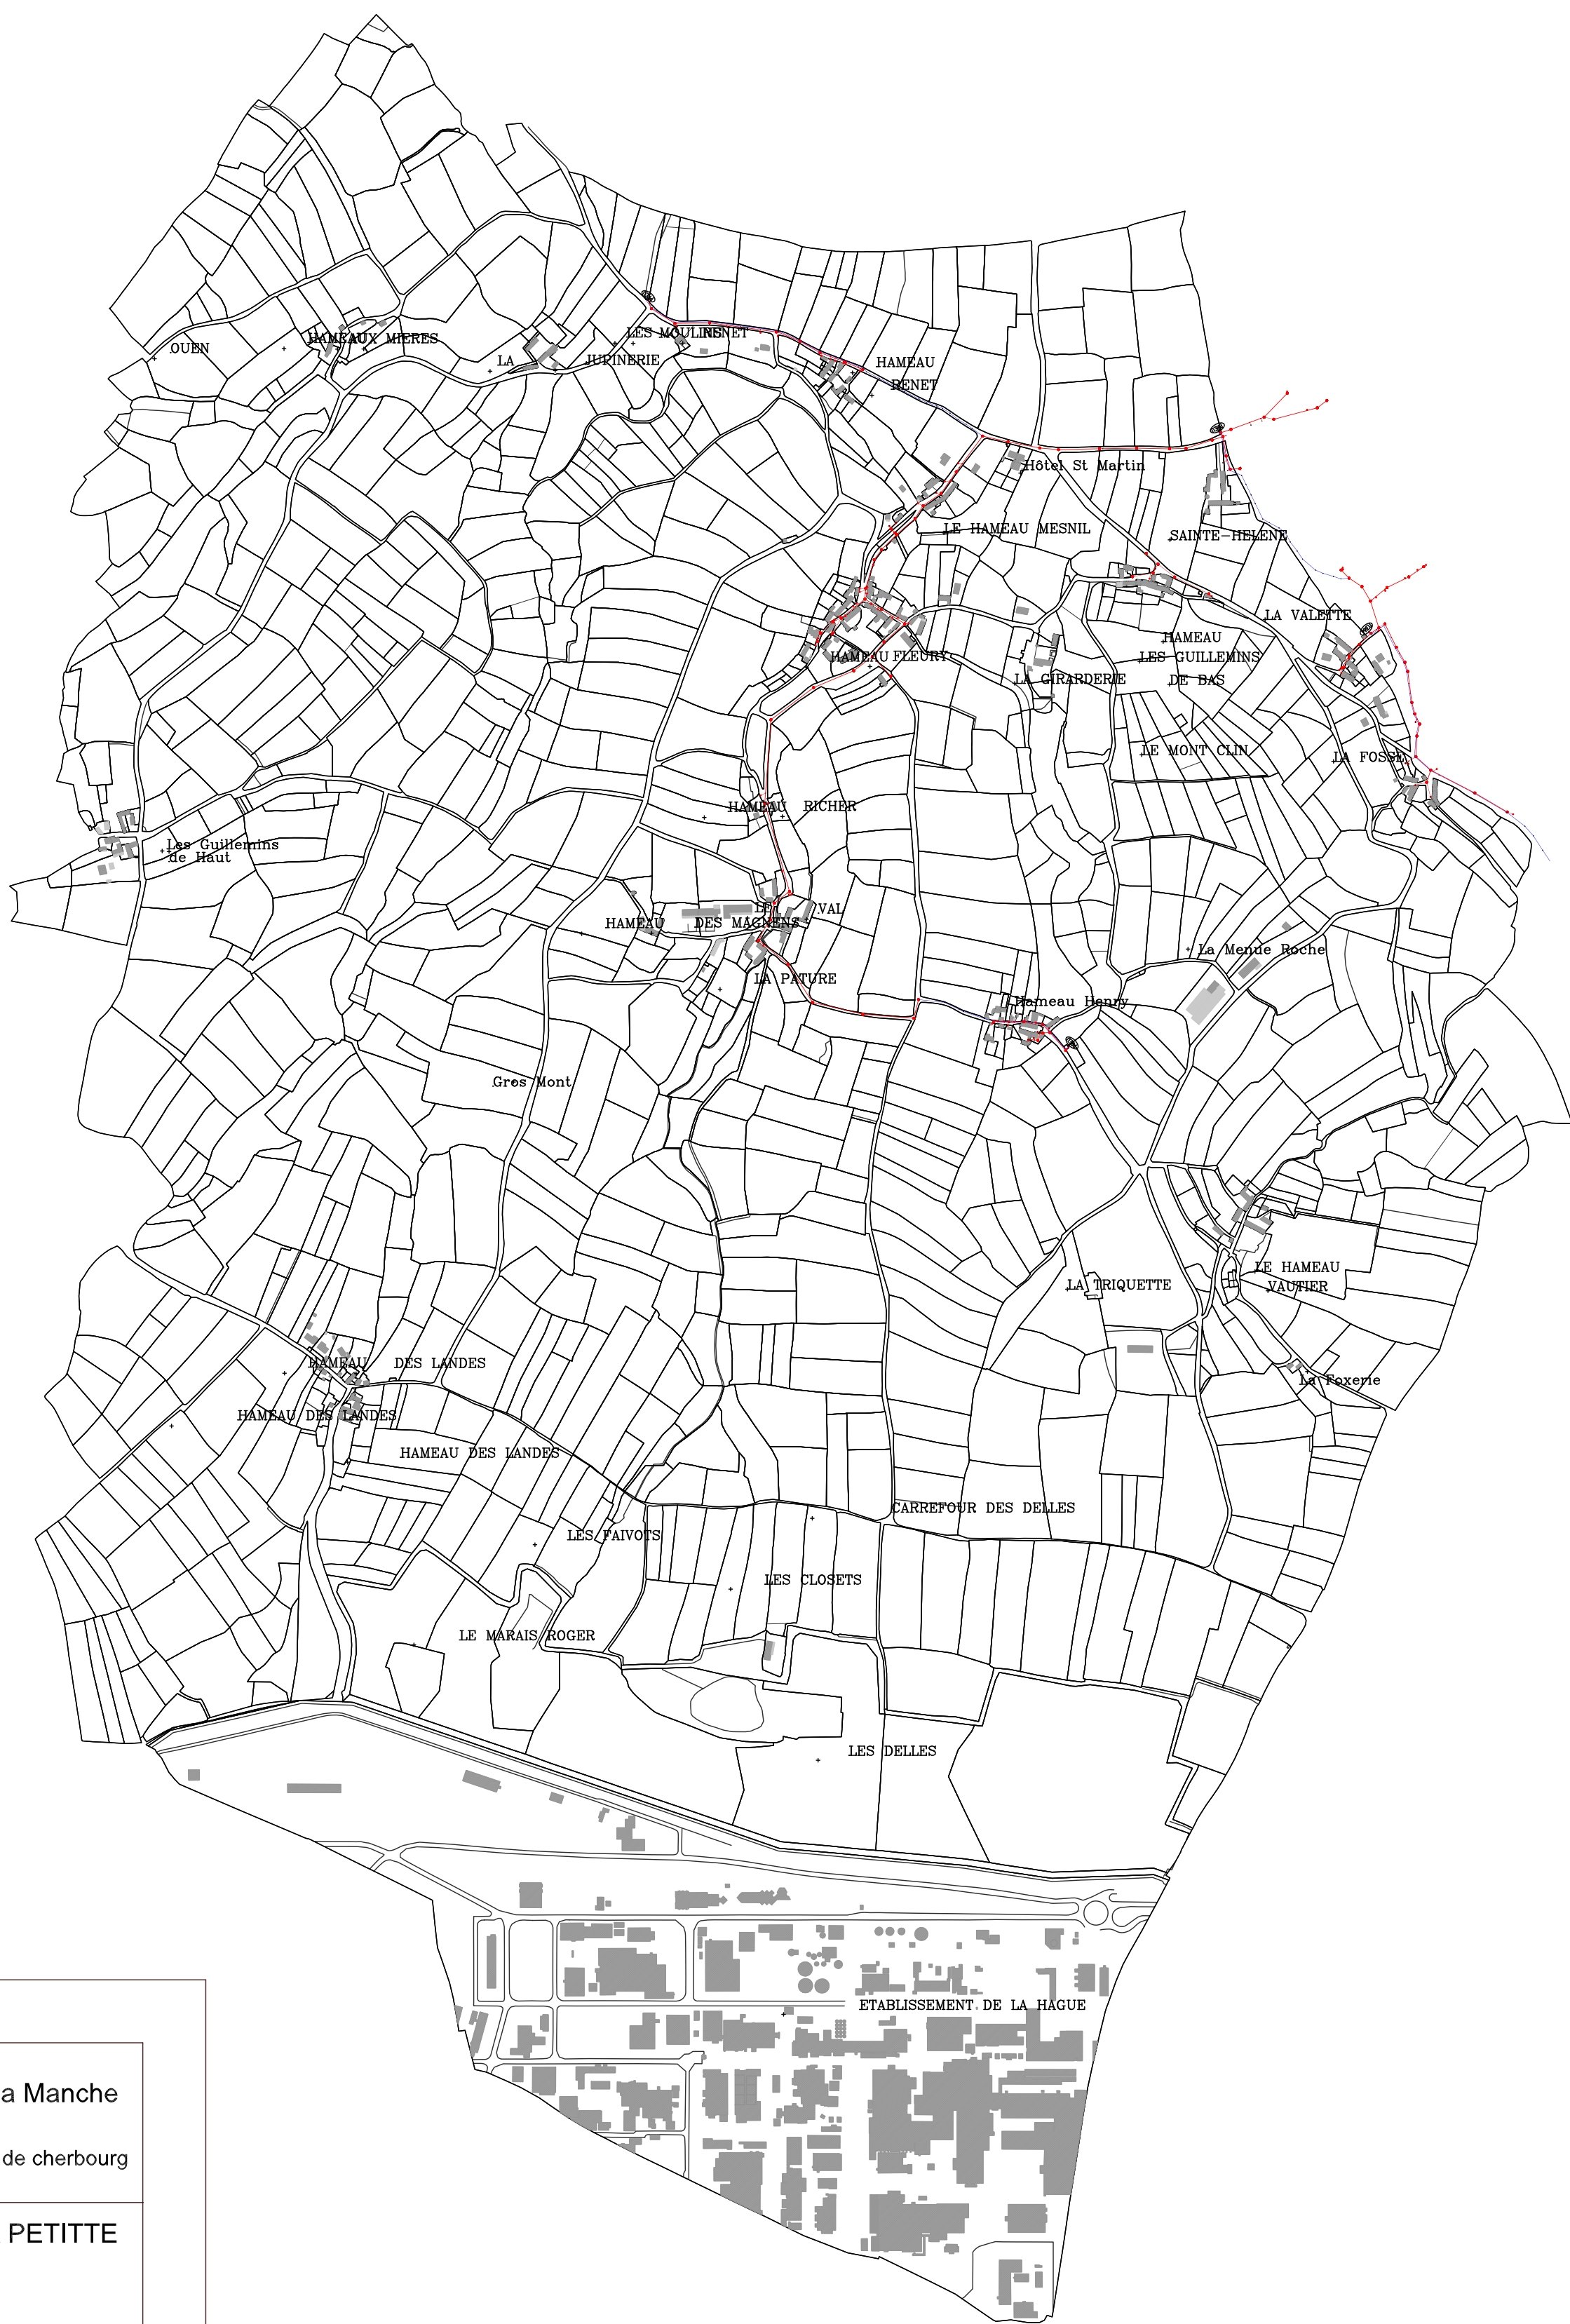 OUEN
HAMEAU
AUX MIERES
LA
JUPINERIE
LES MOULINS
RENET
HAMEAU
RENET
Hôtel St Martin
LE HAMEAU MESNIL
SAINTE-HELENE
LA VALETTE
HAMEAU
LES GUILLEMINS
DE BAS
HAMEAU FLEURY
LA GIRARDERIE
LE MONT CLIN
LA FOSSE
HAMEAU RICHER
Les Guillemins
de Haut
LE VAL
HAMEAU DES MAGNENS
La Menue Roche
LA PATURE
Hameau Henry
Gros Mont
LE HAMEAU
VAUTIER
LA TRIQUETTE
HAMEAU DES LANDES
La Foxerie
HAMEAU DES LANDES
HAMEAU DES LANDES
CARREFOUR DES DELLES
LES FAIVOTS
LES CLOSETS
LE MARAIS ROGER
LES DELLES
ETABLISSEMENT DE LA HAGUE
a Manche
de cherbourg
PETITTE